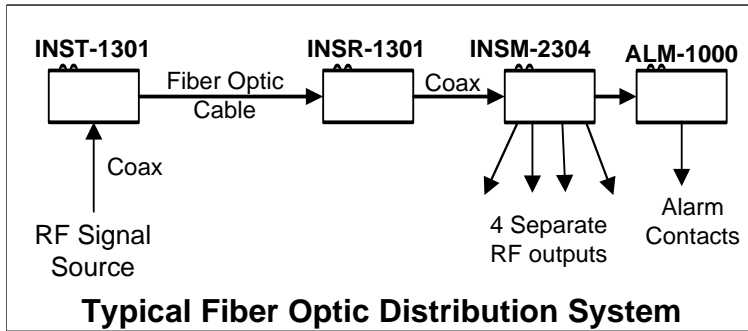 INST-1301
INSR-1301
INSM-2304
ALM-1000
Fiber Optic
Cable
Coax
Coax
RF Signal
Source
4 Separate
RF outputs
Alarm
Contacts
Typical Fiber Optic Distribution System